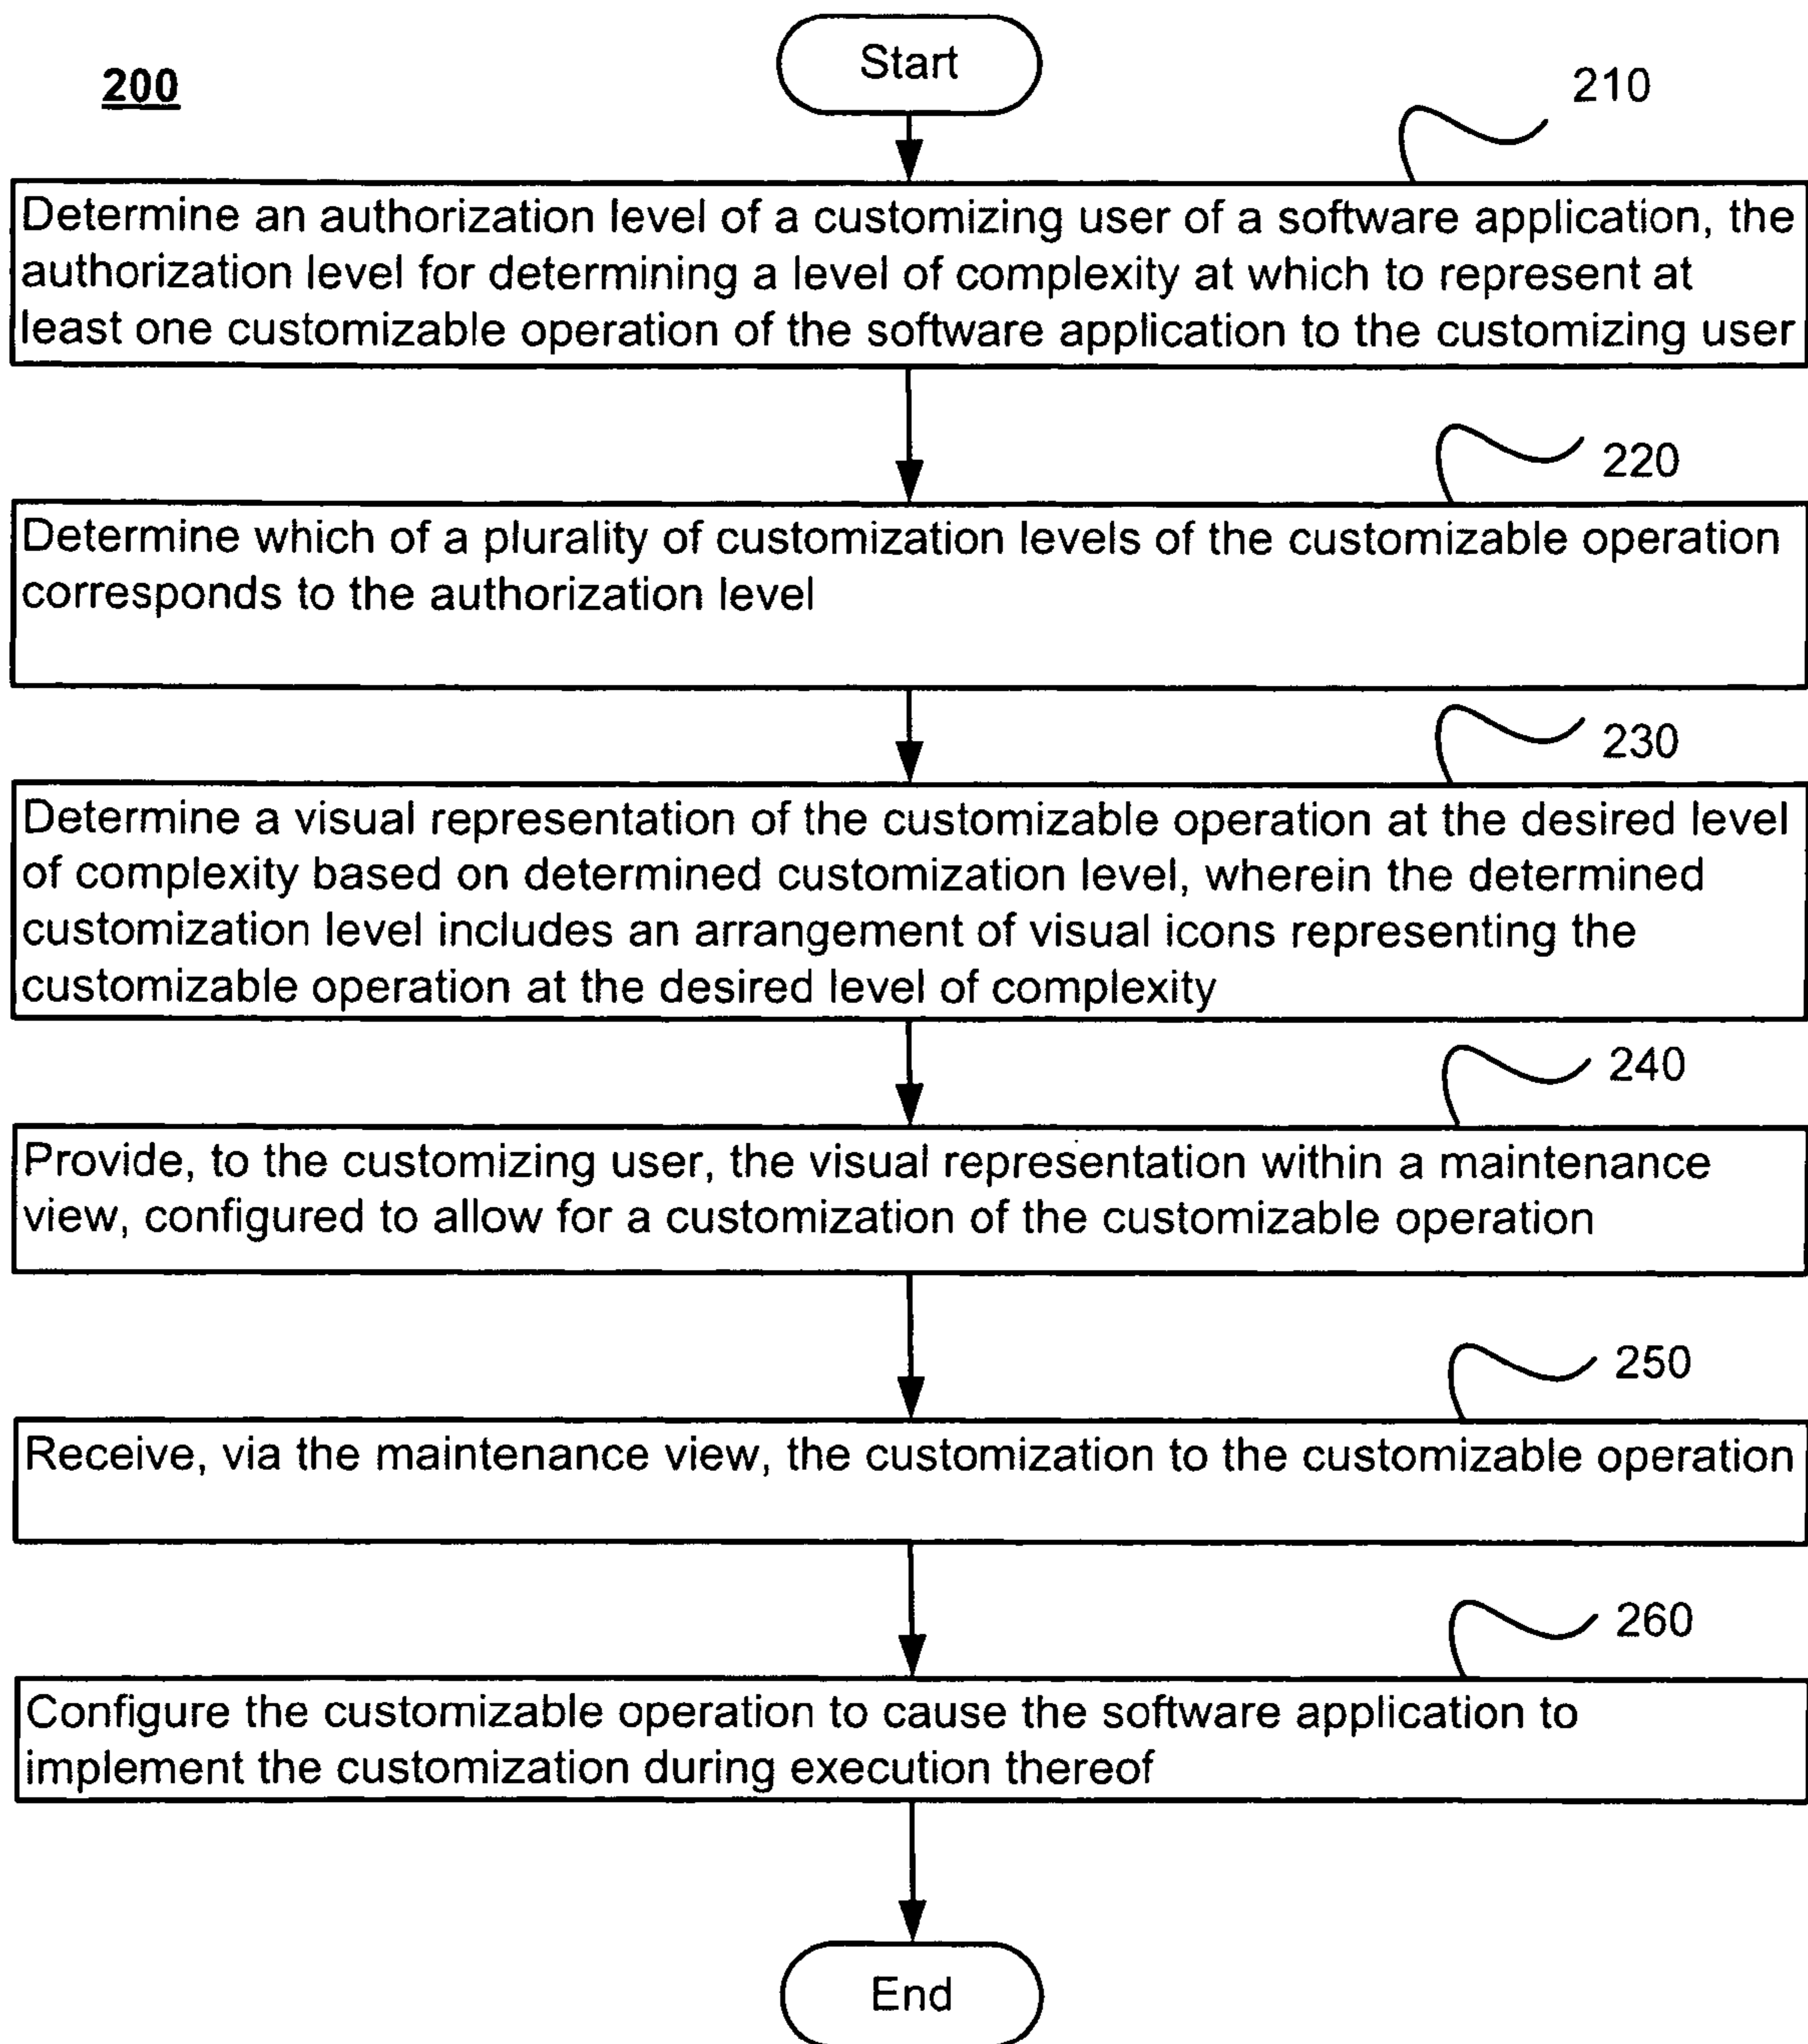 Start
200
210
Determine an authorization level of a customizing user of a software application, the
authorization level for determining a level of complexity at which to represent at
least one customizable operation of the software application to the customizing user
220
Determine which of a plurality of customization levels of the customizable operation
corresponds to the authorization level
230
Determine a visual representation of the customizable operation at the desired level
of complexity based on determined customization level, wherein the determined
customization level includes an arrangement of visual icons representing the
customizable operation at the desired level of complexity
240
Provide, to the customizing user, the visual representation within a maintenance
view, configured to allow for a customization of the customizable operation
250
Receive, via the maintenance view, the customization to the customizable operation
260
Configure the customizable operation to cause the software application to
implement the customization during execution thereof
End